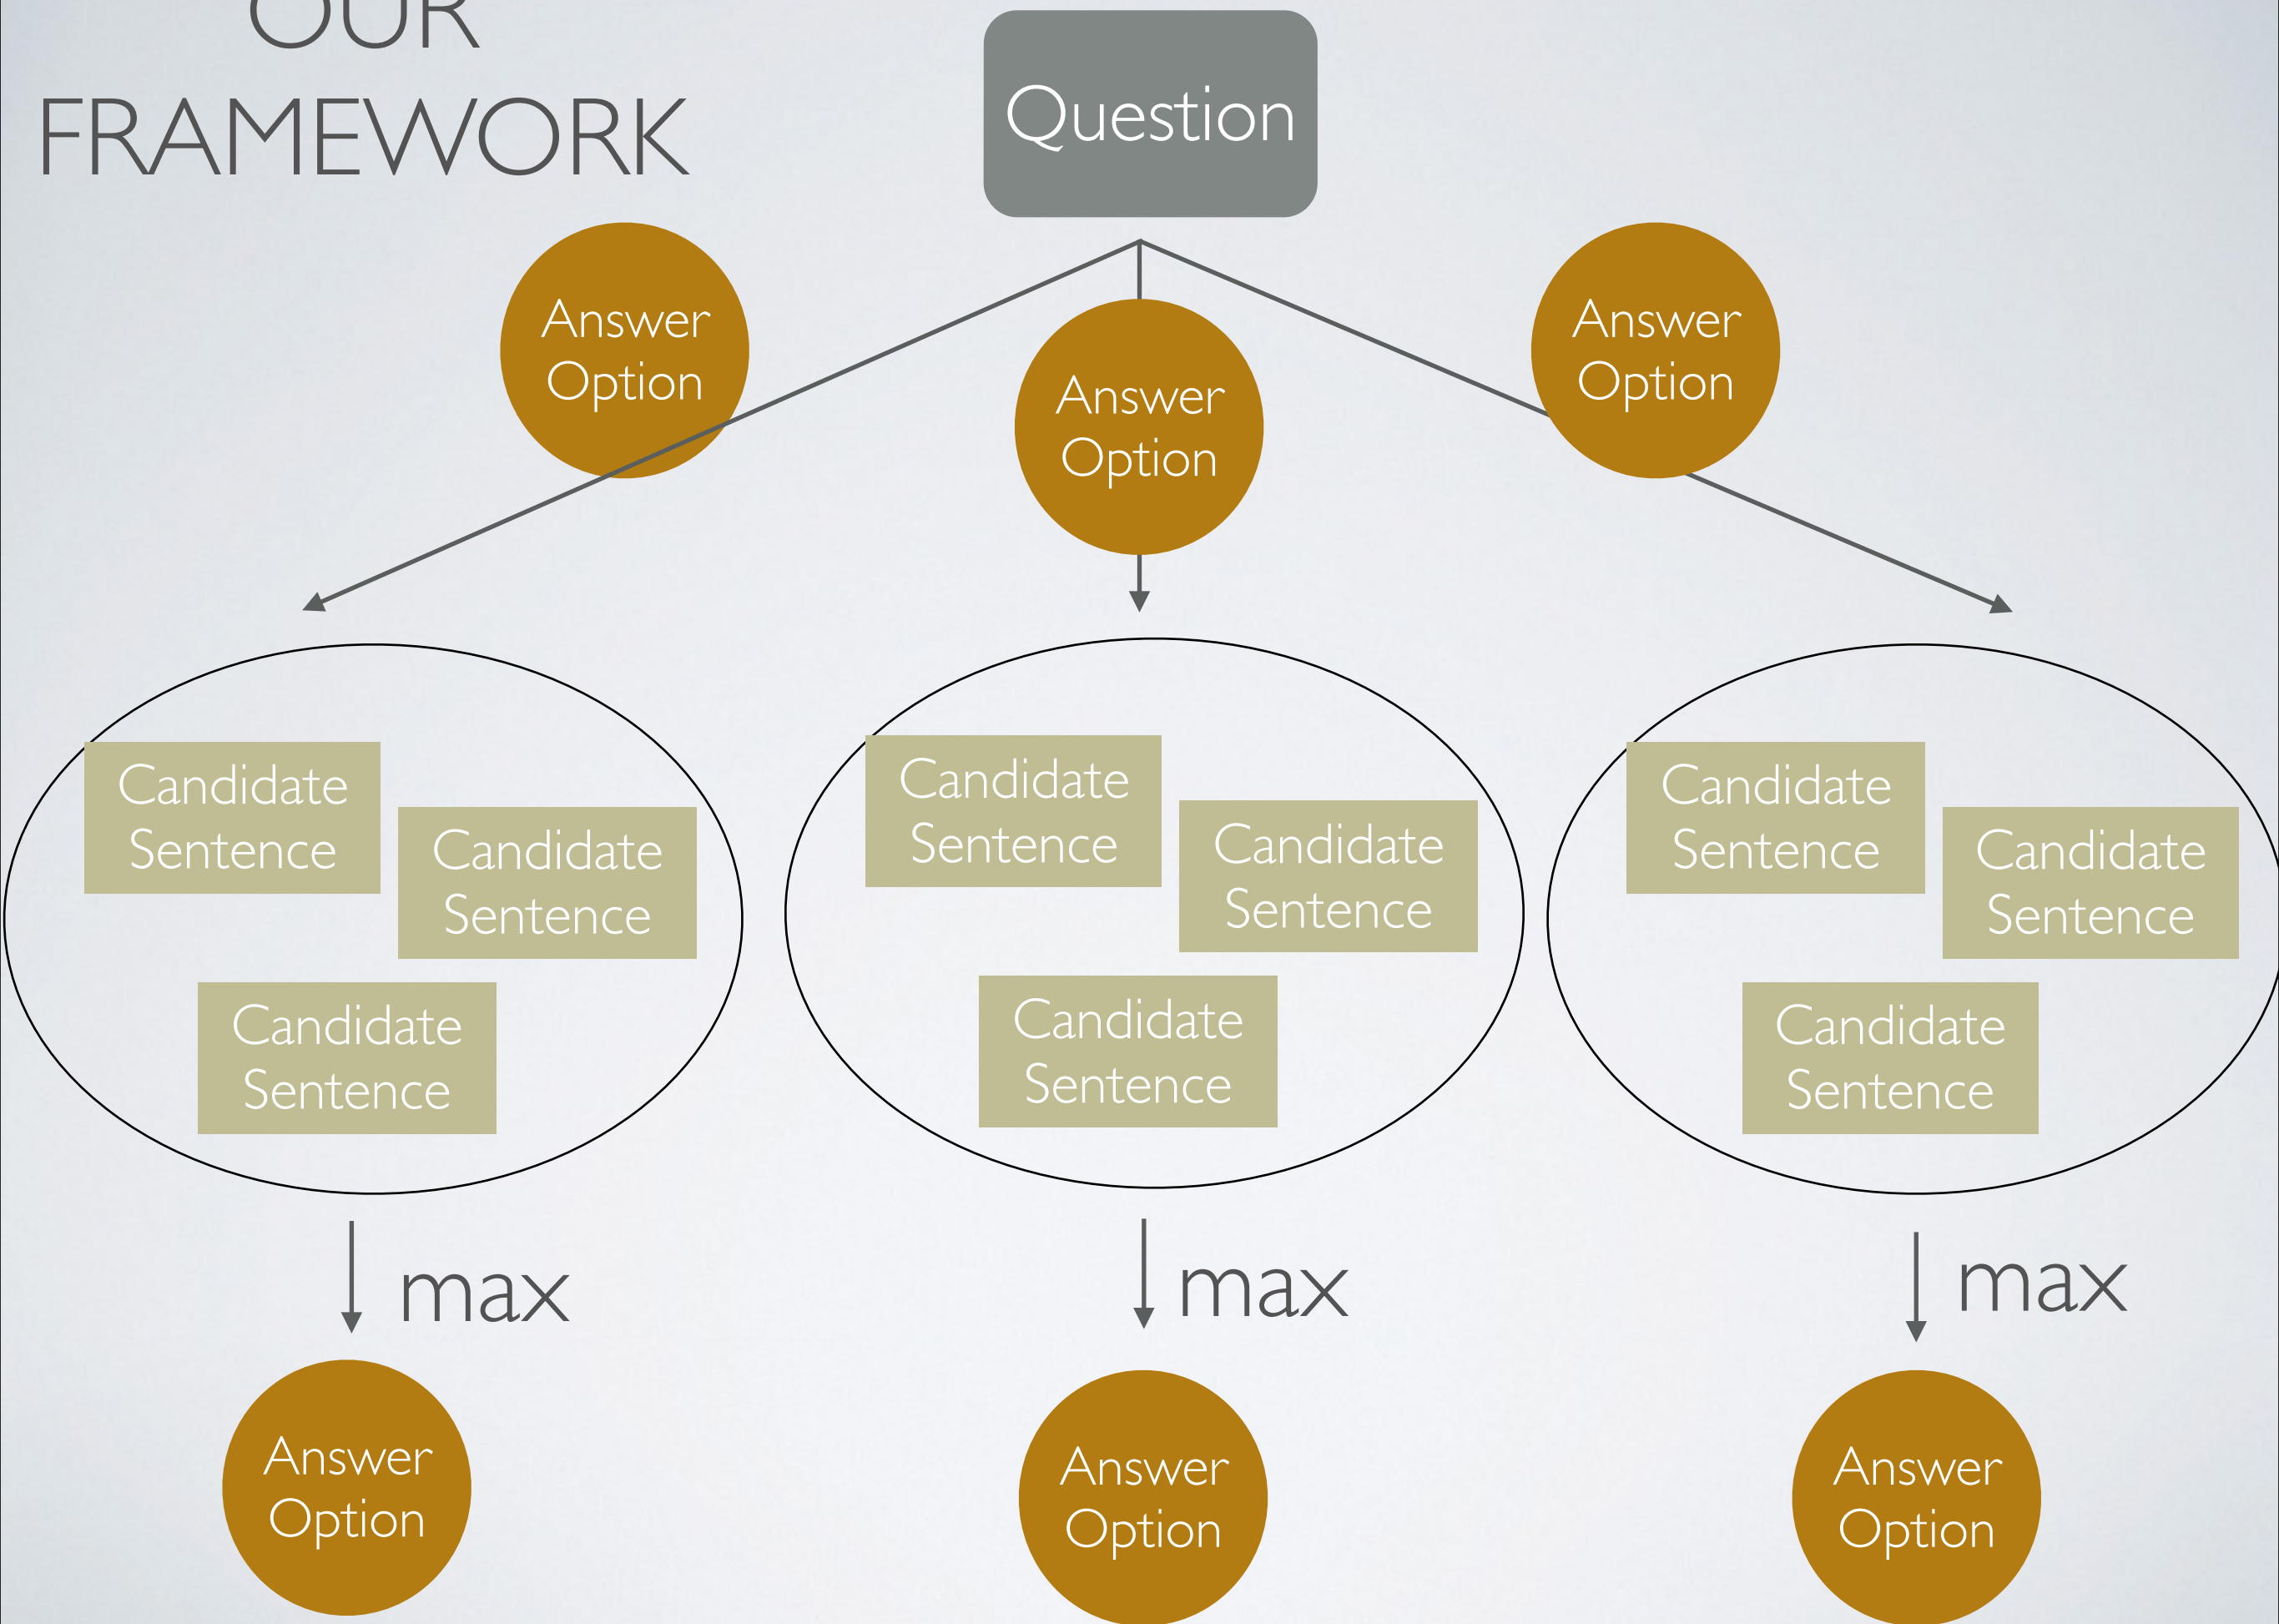 OUR
FRAMEWORK
Question
Answer
Option
Answer
Option
Answer
Option
Candidate
Sentence
Candidate
Sentence
Candidate
Sentence
Candidate
Sentence
Candidate
Sentence
Candidate
Sentence
Candidate
Sentence
Candidate
Sentence
Candidate
Sentence
max
max
max
Answer
Option
Answer
Option
Answer
Option